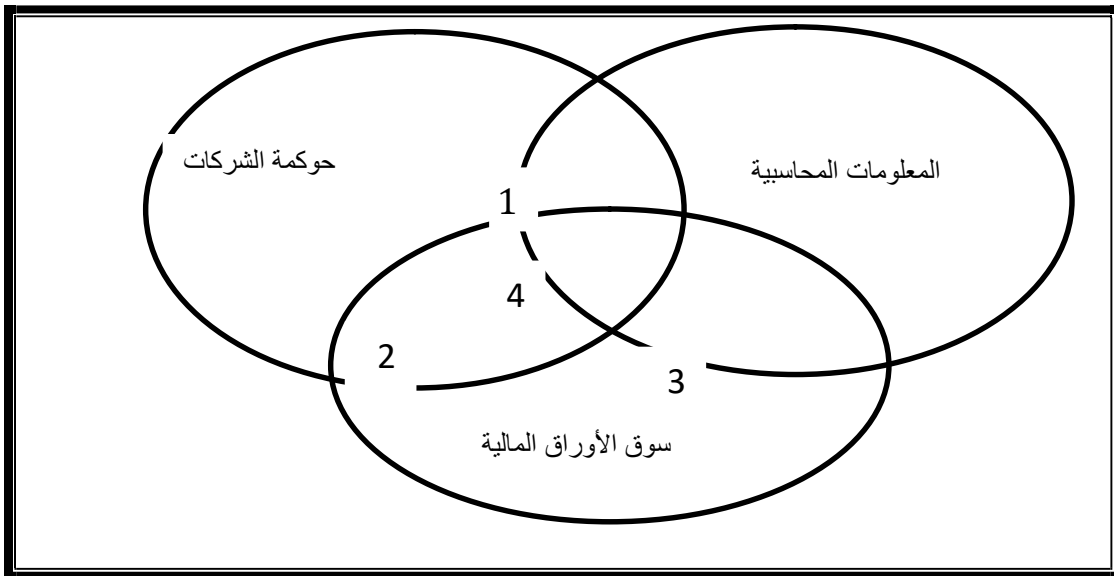 حوكمة الشركات
المعلومات المحاسبية
1
4
2
3
سوق الأوراق المالية